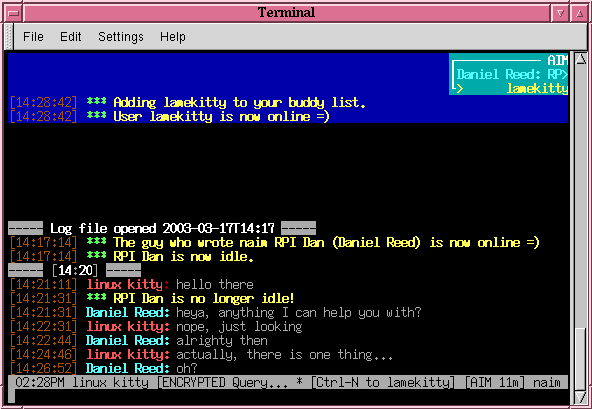 Terminal
File Edit Settings Help
AIM
Daniel Reed: RP>
> lamekitty
[14:28:42] *** Adding lamekitty to your buddy list.
[14:28:42] *** User lamekitty is now online =)
===== Log file opened 2003-03-17T14:17 =====
[14:17:14] *** The guy who wrote naim RPI Dan (Daniel Reed) is now online =)
[14:17:14] *** RPI Dan is now idle.
===== [14:20] =====
[14:21:11] linux kitty: hello there
[14:21:31] *** RPI Dan is no longer idle!
[14:21:31] Daniel Reed: heya, anything I can help you with?
[14:22:31] linux kitty: nope, just looking
[14:22:44] Daniel Reed: alrighty then
[14:24:46] linux kitty: actually, there is one thing...
[14:26:52] Daniel Reed: oh?
02:28PM linux kitty [ENCRYPTED Query... * [Ctrl-N to lamekitty] [AIM 11m] naim